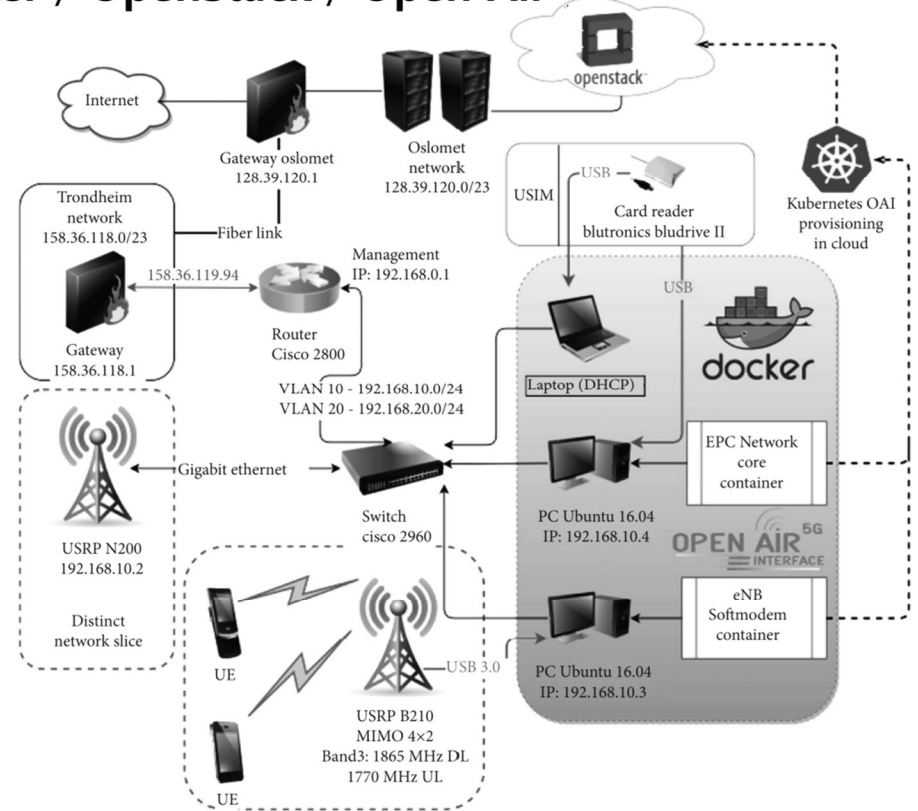 / Openstack / Open Air
openstack
Internet
Gateway oslomet
128.39.120.1
Oslomet
network
128.39.120.0/23
USIM
USB
Card reader
blutronics bludrive II
Kubernetes OAI
provisioning
in cloud
Trondheim
network
158.36.118.0/23
Fiber link
Management
IP: 192.168.0.1
158.36.119.94
USB
Router
Cisco 2800
Gateway
158.36.118.1
docker
Laptop (DHCP)
VLAN 10 - 192.168.10.0/24
VLAN 20 - 192.168.20.0/24
EPC Network
core
container
Gigabit ethernet
Switch
cisco 2960
PC Ubuntu 16.04
IP: 192.168.10.4
OPEN AIR 5G
INTERFACE
USRP N200
192.168.10.2
Distinct
network slice
eNB
Softmodem
container
UE
USB 3.0
PC Ubuntu 16.04
IP: 192.168.10.3
USRP B210
MIMO 4×2
Band3: 1865 MHz DL
1770 MHz UL
UE